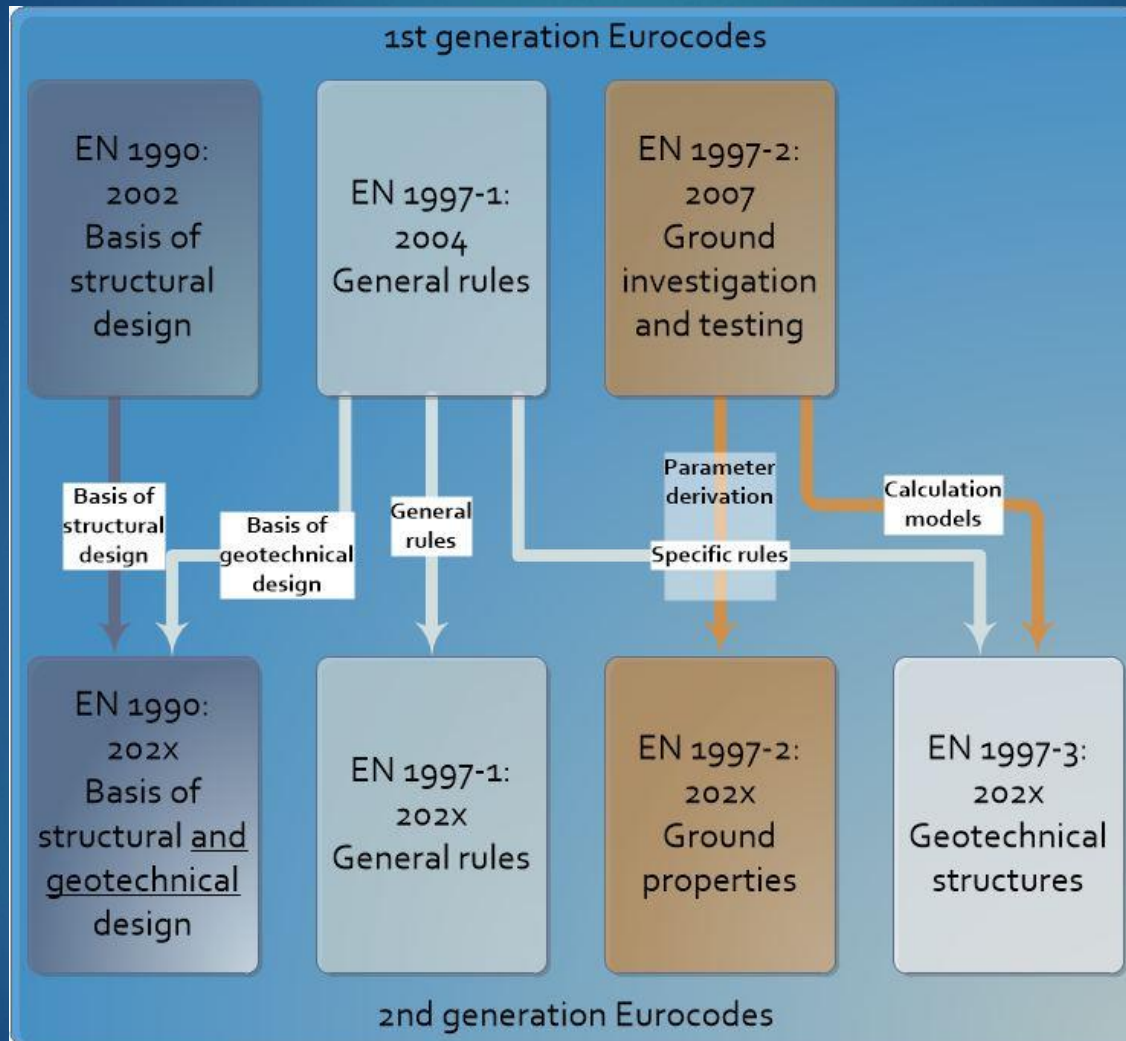 1st generation Eurocodes
EN 1990:
2002
Basis of
structural
design
EN 1997-1:
2004
General rules
EN 1997-2:
2007
Ground
investigation
and testing
Basis of
structural
design
Basis of
geotechnical
design
General
rules
Parameter
derivation
Specific rules
Calculation
models
EN 1990:
202x
Basis of
structural and
geotechnical
design
EN 1997-1:
202x
General rules
EN 1997-2:
202x
Ground
properties
EN 1997-3:
202x
Geotechnical
structures
2nd generation Eurocodes